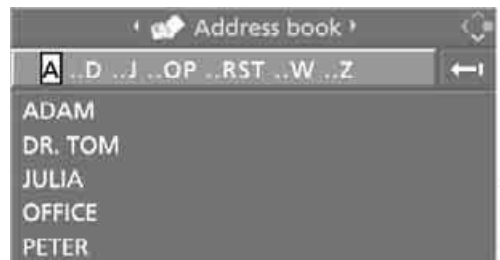 Address book
A ..D ..J ..OP ..RST ..W ..Z
ADAM
DR. TOM
JULIA
OFFICE
PETER